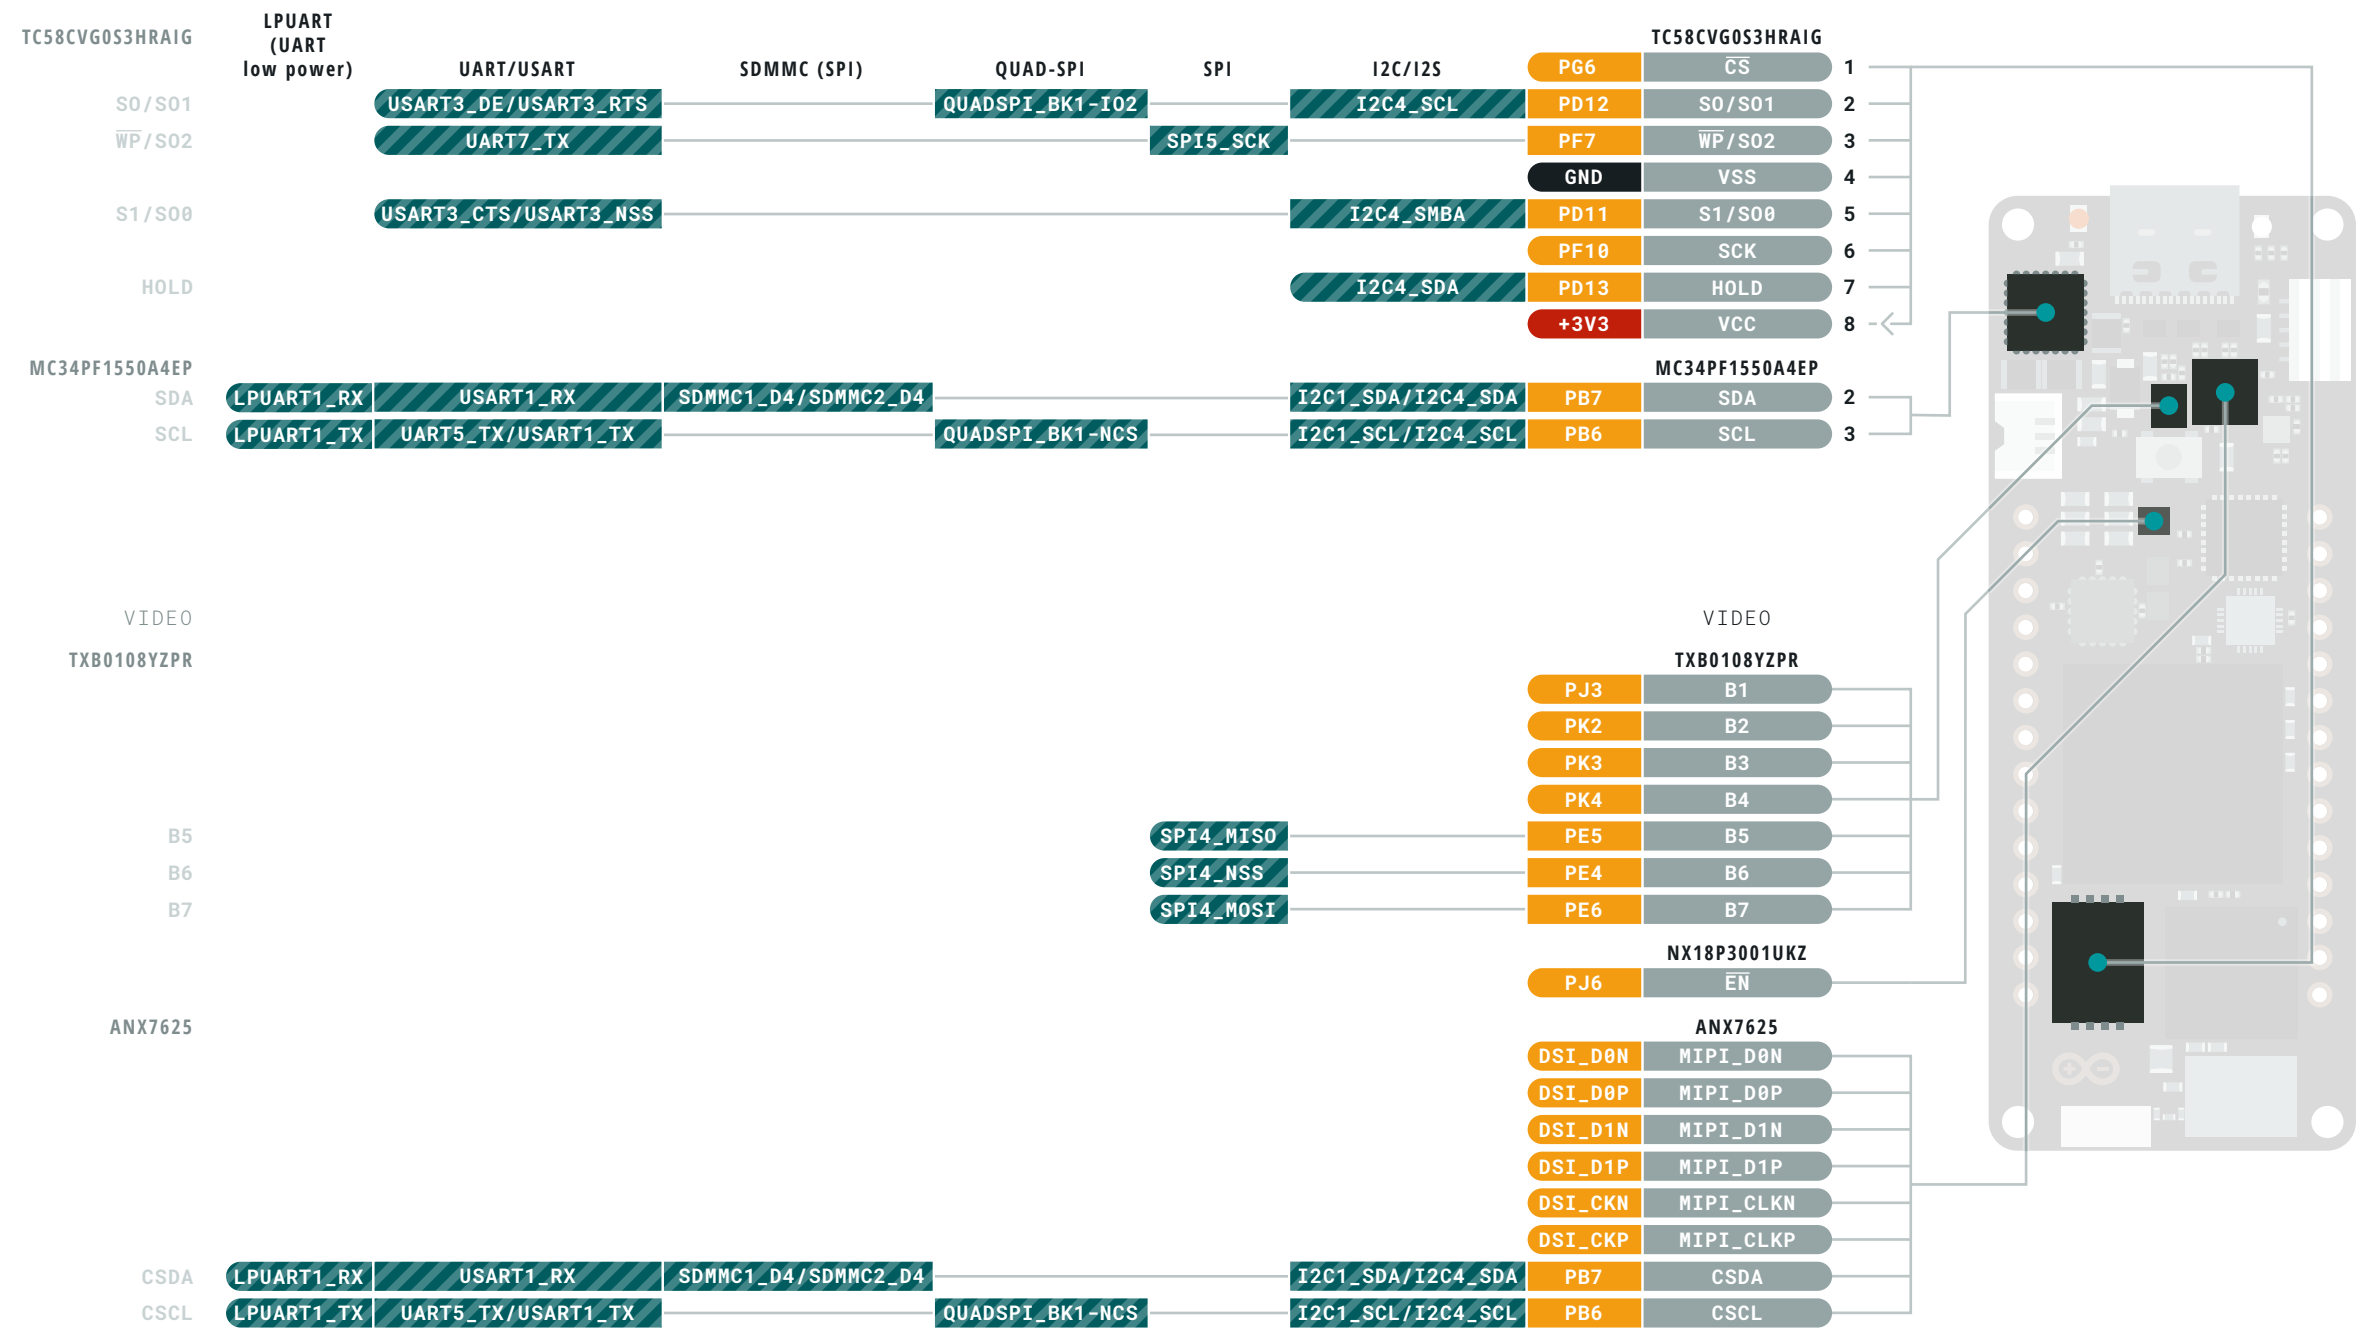 LPUART
(UART
low power)
TC58CVG0S3HRAIG TC58CVG0S3HRAIG
UART/USART SDMMC (SPI) QUAD-SPI SPI I2C/I2S
PG6 CS 1
SO/SO1 USART3_DE/USART3_RTS QUADSPI_BK1-IO2 I2C4_SCL PD12 SO/SO1 2
WP/SO2 UART7_TX SPI5_SCK PF7 WP/SO2 3
GND VSS 4
S1/SO0 USART3_CTS/USART3_NSS I2C4_SMBA PD11 S1/SO0 5
PF10 SCK 6
HOLD I2C4_SDA PD13 HOLD 7
+3V3 VCC 8
MC34PF1550A4EP MC34PF1550A4EP
SDA LPUART1_RX USART1_RX SDMMC1_D4/SDMMC2_D4 I2C1_SDA/I2C4_SDA PB7 SDA 2
SCL LPUART1_TX UART5_TX/USART1_TX QUADSPI_BK1-NCS I2C1_SCL/I2C4_SCL PB6 SCL 3
VIDEO VIDEO
TXB0108YZPR TXB0108YZPR
PJ3 B1
PK2 B2
PK3 B3
PK4 B4
B5 SPI4_MISO PE5 B5
B6 SPI4_NSS PE4 B6
B7 SPI4_MOSI PE6 B7
NX18P3001UKZ
PJ6 EN
ANX7625 ANX7625
DSI_D0N MIPI_D0N
DSI_D0P MIPI_D0P
DSI_D1N MIPI_D1N
DSI_D1P MIPI_D1P
DSI_CKN MIPI_CLKN
DSI_CKP MIPI_CLKP
CSDA LPUART1_RX USART1_RX SDMMC1_D4/SDMMC2_D4 I2C1_SDA/I2C4_SDA PB7 CSDA
CSCL LPUART1_TX UART5_TX/USART1_TX QUADSPI_BK1-NCS I2C1_SCL/I2C4_SCL PB6 CSCL